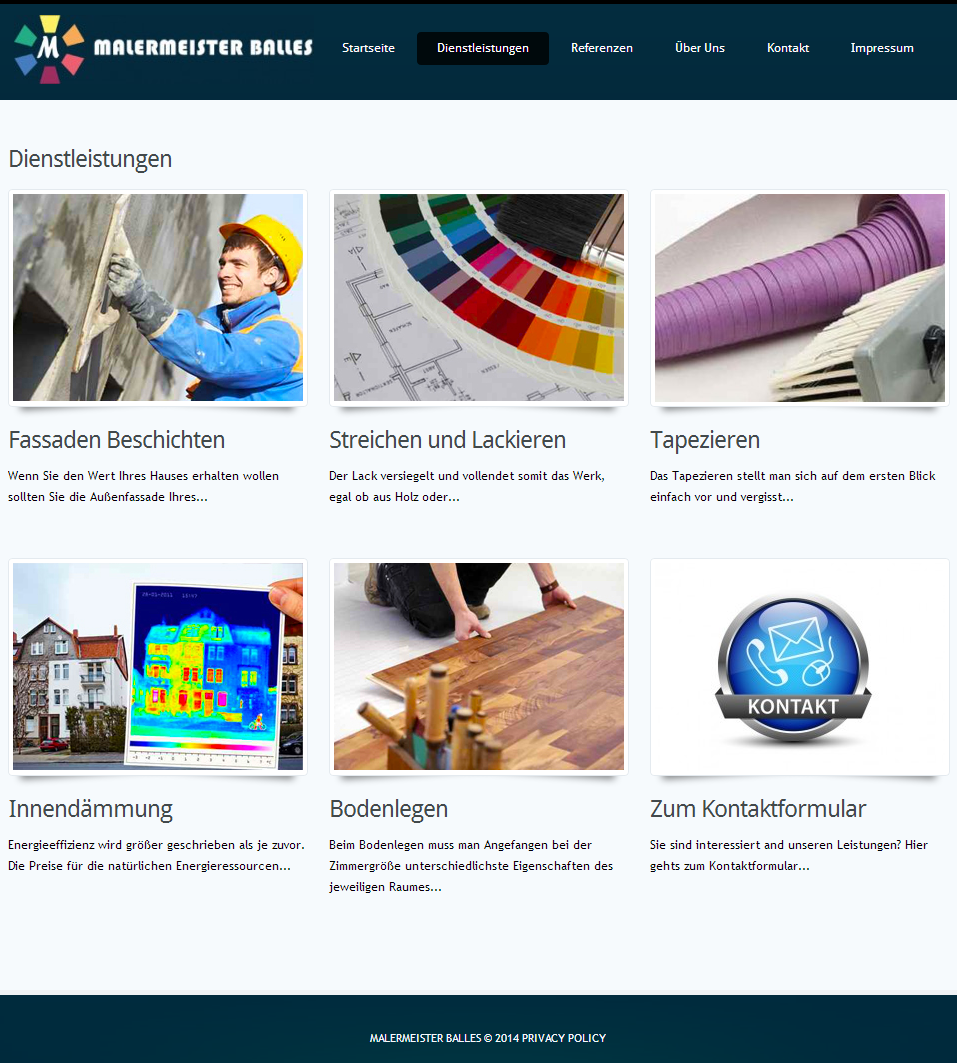 M MALERMEISTER BALLES
Startseite Dienstleistungen Referenzen Über Uns Kontakt Impressum
Dienstleistungen
Fassaden Beschichten
Wenn Sie den Wert Ihres Hauses erhalten wollen
sollten Sie die Außenfassade Ihres...
Streichen und Lackieren
Der Lack versiegelt und vollendet somit das Werk,
egal ob aus Holz oder...
Tapezieren
Das Tapezieren stellt man sich auf dem ersten Blick
einfach vor und vergisst...
KONTAKT
Innendämmung
Energieeffizienz wird größer geschrieben als je zuvor.
Die Preise für die natürlichen Energieressourcen...
Bodenlegen
Beim Bodenlegen muss man Angefangen bei der
Zimmergröße unterschiedlichste Eigenschaften des
jeweiligen Raumes...
Zum Kontaktformular
Sie sind interessiert and unseren Leistungen? Hier
gehts zum Kontaktformular...
MALERMEISTER BALLES © 2014 PRIVACY POLICY